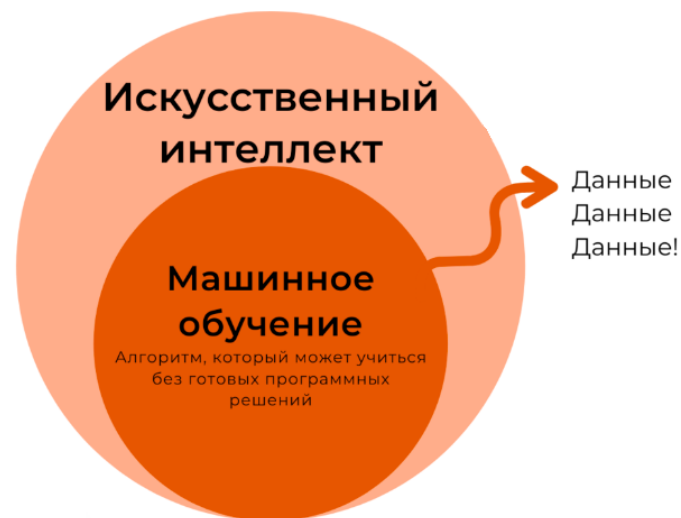 Искусственный
интеллект
Данные
Данные
Данные!
Машинное
обучение
Алгоритм, который может учиться
без готовых программных
решений